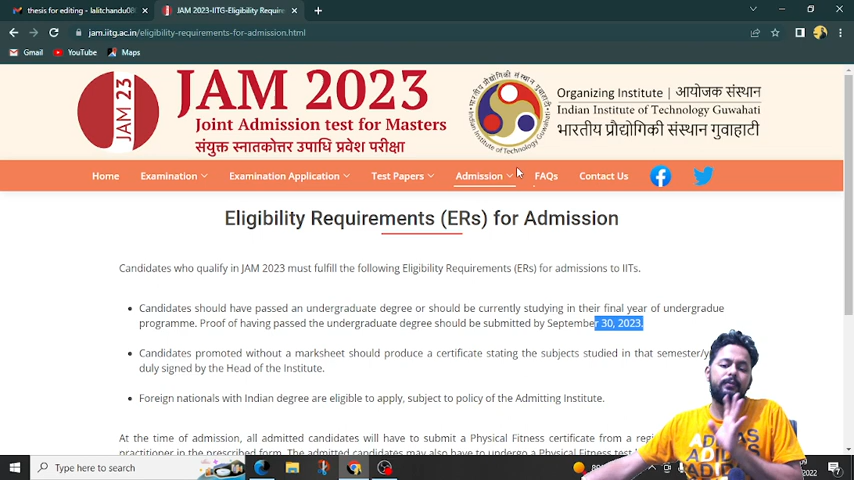 thesis for editing - lalitchandu08
JAM 2023-IITG-Eligibility Require
jam.iitg.ac.in/eligibility-requirements-for-admission.html
Gmail
YouTube
Maps
JAM 23
JAM 2023
Joint Admission test for Masters
संयुक्त स्नातकोत्तर उपाधि प्रवेश परीक्षा
Indian Institute of Technology
Organizing Institute | आयोजक संस्थान
Indian Institute of Technology Guwahati
भारतीय प्रौद्योगिकी संस्थान गुवाहाटी
Home
Examination
Examination Application
Test Papers
Admission
FAQs
Contact Us
Eligibility Requirements (ERs) for Admission
Candidates who qualify in JAM 2023 must fulfill the following Eligibility Requirements (ERs) for admissions to IITs.
Candidates should have passed an undergraduate degree or should be currently studying in their final year of undergradue
programme. Proof of having passed the undergraduate degree should be submitted by September 30, 2023.
Candidates promoted without a marksheet should produce a certificate stating the subjects studied in that semester/y
duly signed by the Head of the Institute.
Foreign nationals with Indian degree are eligible to apply, subject to policy of the Admitting Institute.
At the time of admission, all admitted candidates will have to submit a Physical Fitness certificate from a re
practitioner in the prescribed form. The admitted candidates may also have to undergo a Physical Fitness test
Type here to search
ADIDAS